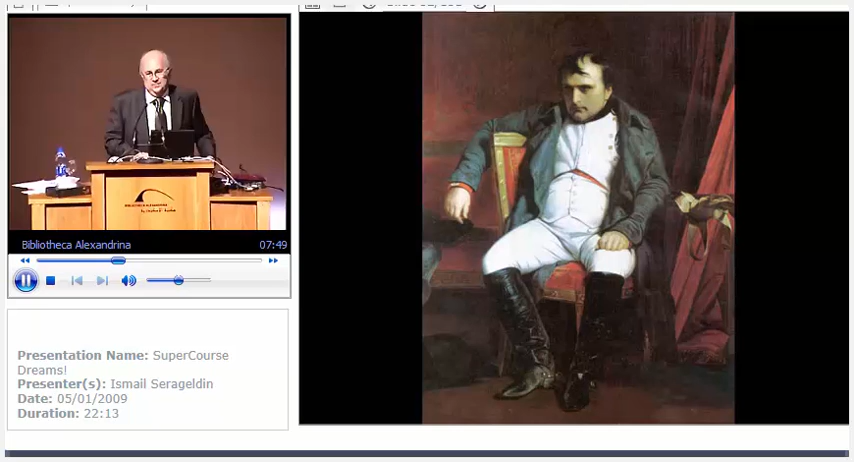 Bibliotheca Alexandrina 07:49
Presentation Name: SuperCourse
Dreams!
Presenter(s): Ismail Serageldin
Date: 05/01/2009
Duration: 22:13